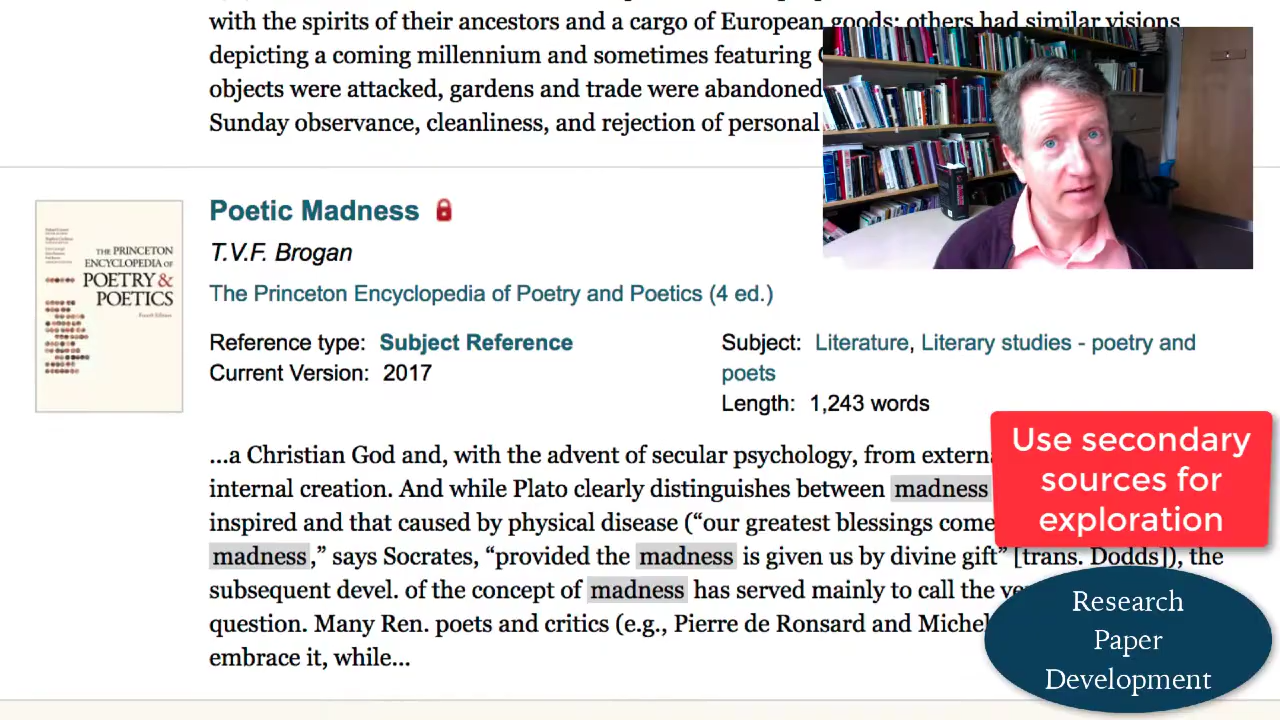 with the spirits of their ancestors and a cargo of European goods; others had similar visions
depicting a coming millennium and sometimes featuring
objects were attacked, gardens and trade were abandoned
Sunday observance, cleanliness, and rejection of personal
Poetic Madness
T.V.F. Brogan
The Princeton Encyclopedia of Poetry and Poetics (4 ed.)
Reference type: Subject Reference
Current Version: 2017
Subject: Literature, Literary studies - poetry and
poets
Length: 1,243 words
THE PRINCETON
ENCYCLOPEDIA OF
POETRY &
POETICS
Fourth Edition
...a Christian God and, with the advent of secular psychology, from
internal creation. And while Plato clearly distinguishes between madness
inspired and that caused by physical disease (“our greatest blessings come
madness,” says Socrates, “provided the madness is given us by divine gift” [trans. Dodds]), the
subsequent devel. of the concept of madness has served mainly to call the
question. Many Ren. poets and critics (e.g., Pierre de Ronsard and
embrace it, while...
Use secondary
sources for
exploration
Research
Paper
Development